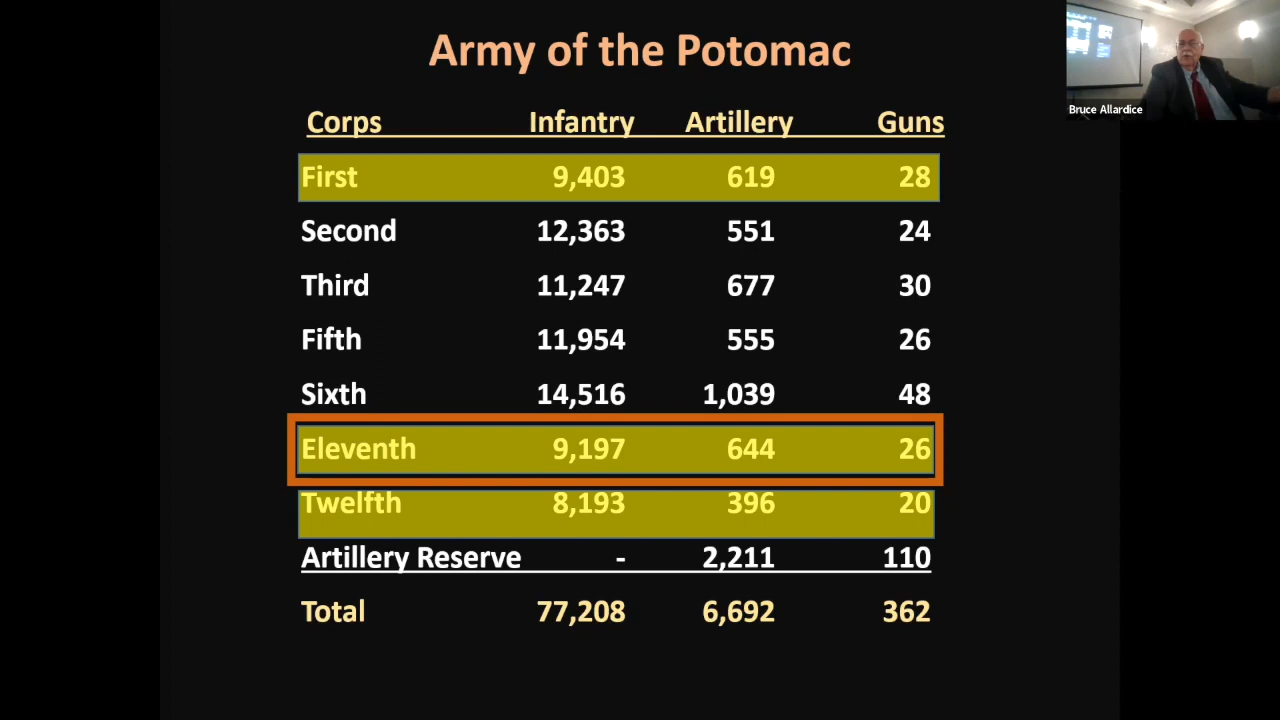 Army of the Potomac
Bruce Allardice
Corps Infantry Artillery Guns
First 9,403 619 28
Second 12,363 551 24
Third 11,247 677 30
Fifth 11,954 555 26
Sixth 14,516 1,039 48
Eleventh 9,197 644 26
Twelfth 8,193 396 20
Artillery Reserve - 2,211 110
Total 77,208 6,692 362